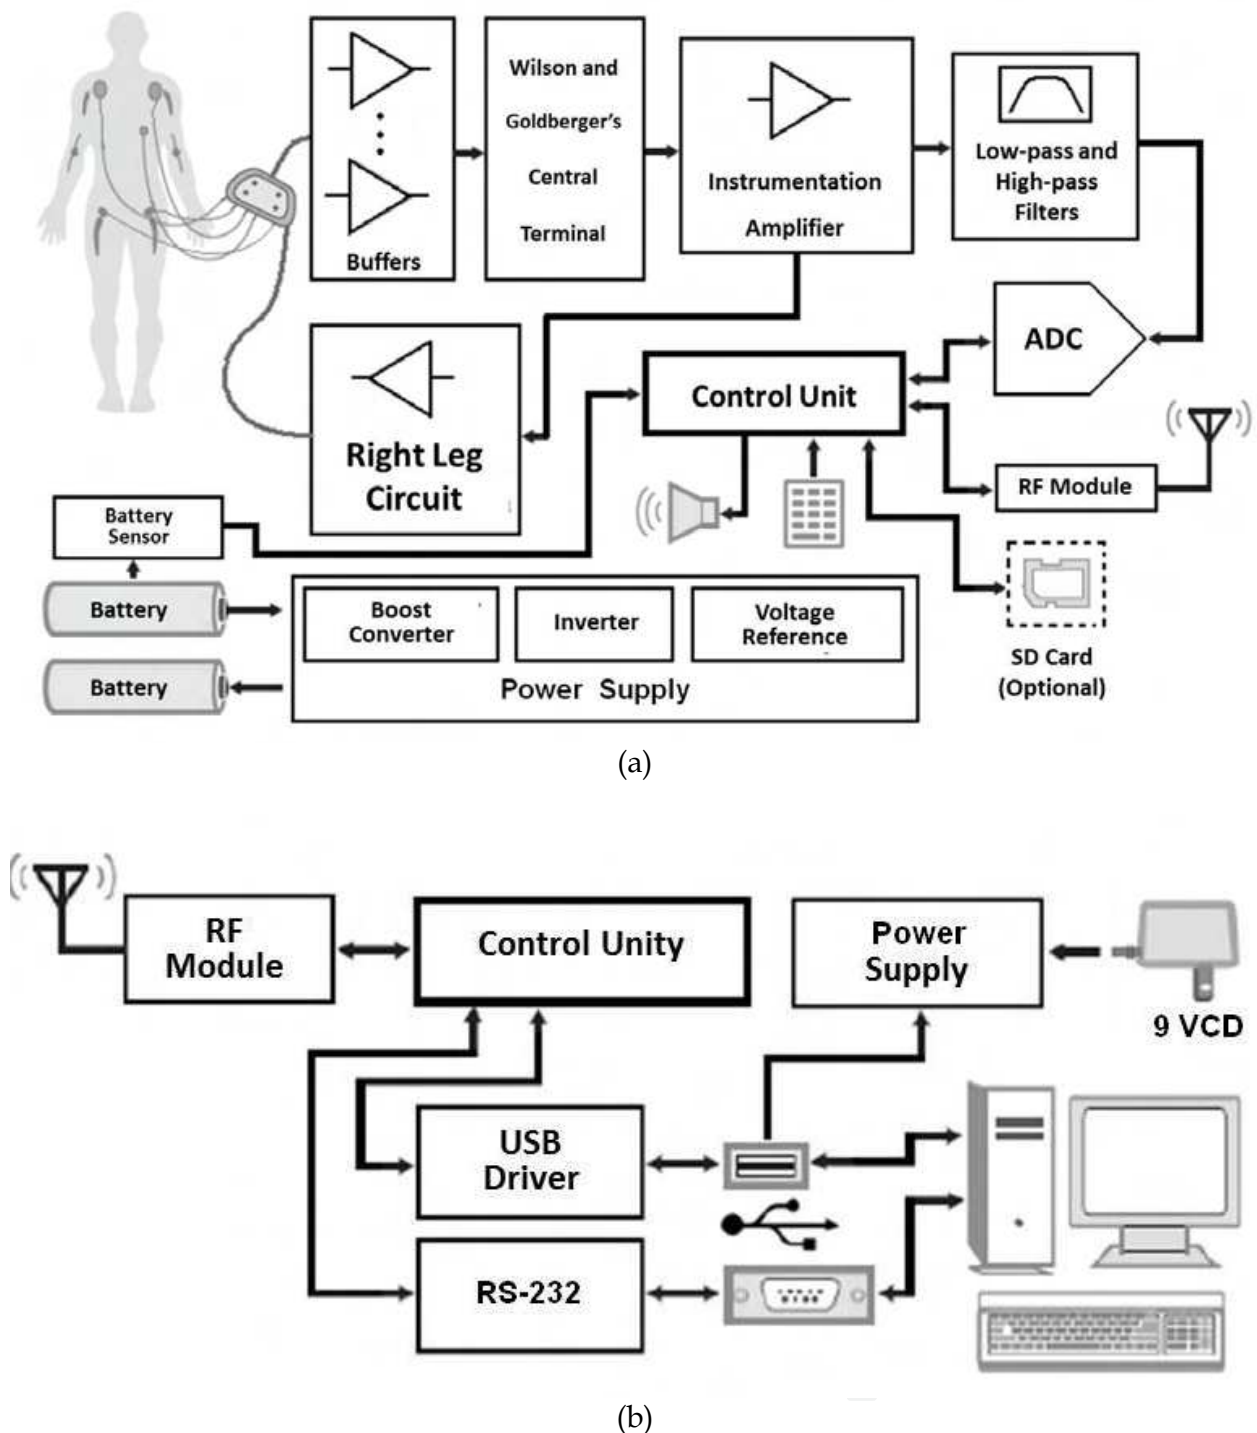 Buffers
Wilson and
Goldberger's
Central
Terminal
Instrumentation
Amplifier
Low-pass and
High-pass
Filters
ADC
Control Unit
Right Leg
Circuit
RF Module
Battery
Sensor
Battery
Battery
Boost
Converter
Inverter
Voltage
Reference
Power Supply
SD Card
(Optional)
(a)
RF
Module
Control Unity
Power
Supply
9 VCD
USB
Driver
RS-232
(b)